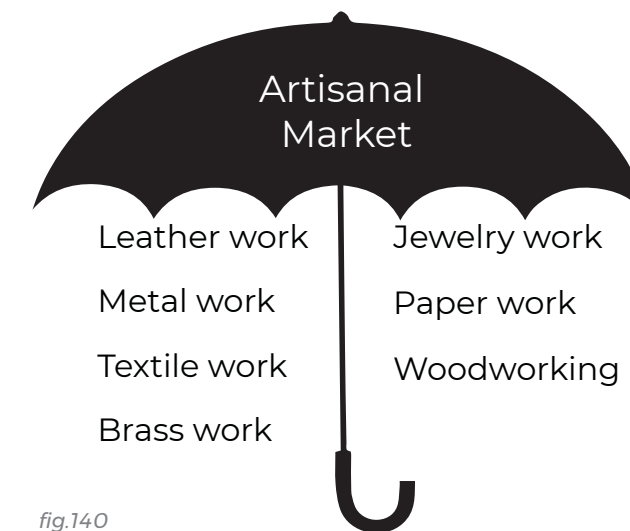 Artisanal
Market
Leather work
Metal work
Textile work
Brass work
Jewelry work
Paper work
Woodworking
fig.140